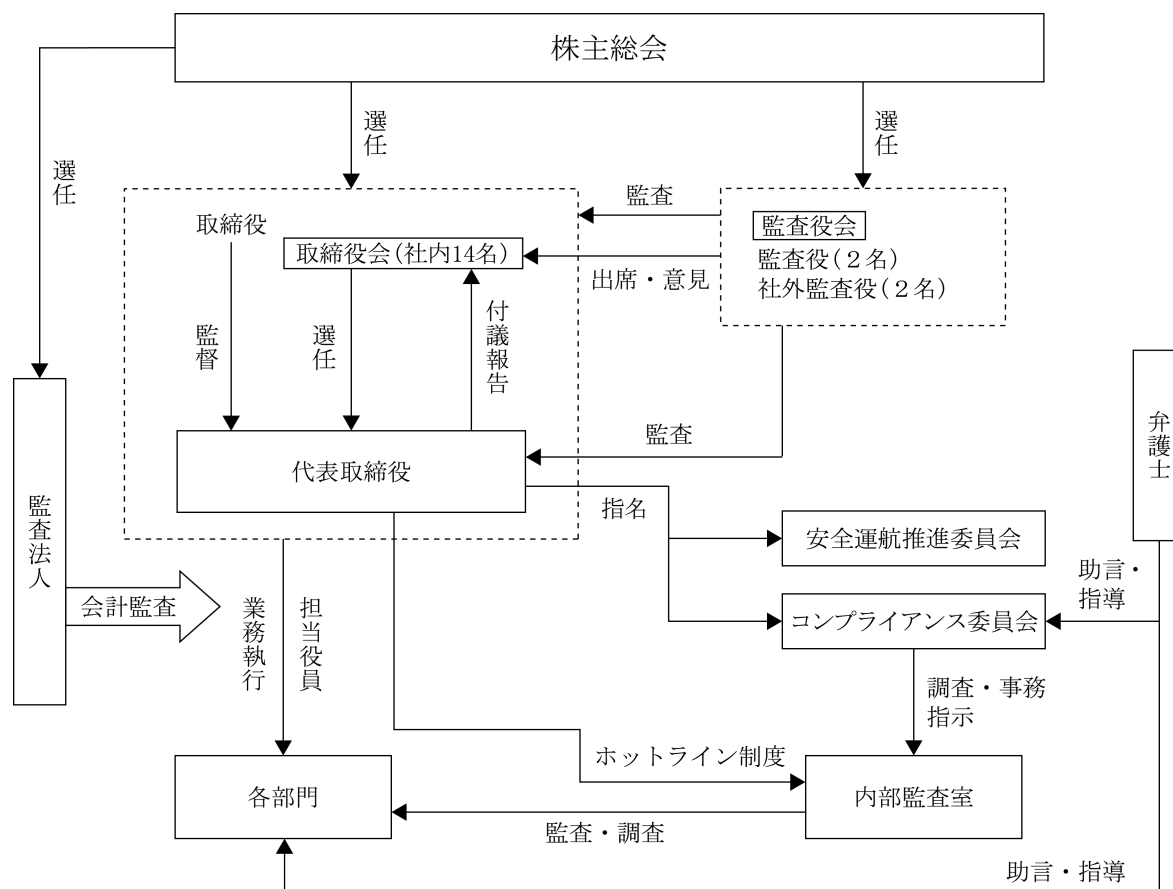 株主総会
選任
選任
選任
取締役
取締役会(社内14名)
監査
出席・意見
監査役会
監査役(2名)
社外監査役(2名)
監督
選任
付議報告
代表取締役
監査
指名
弁護士
監査法人
会計監査
安全運航推進委員会
助言・
指導
コンプライアンス委員会
業務執行
担当役員
調査・事務
指示
ホットライン制度
各部門
内部監査室
監査・調査
助言・指導